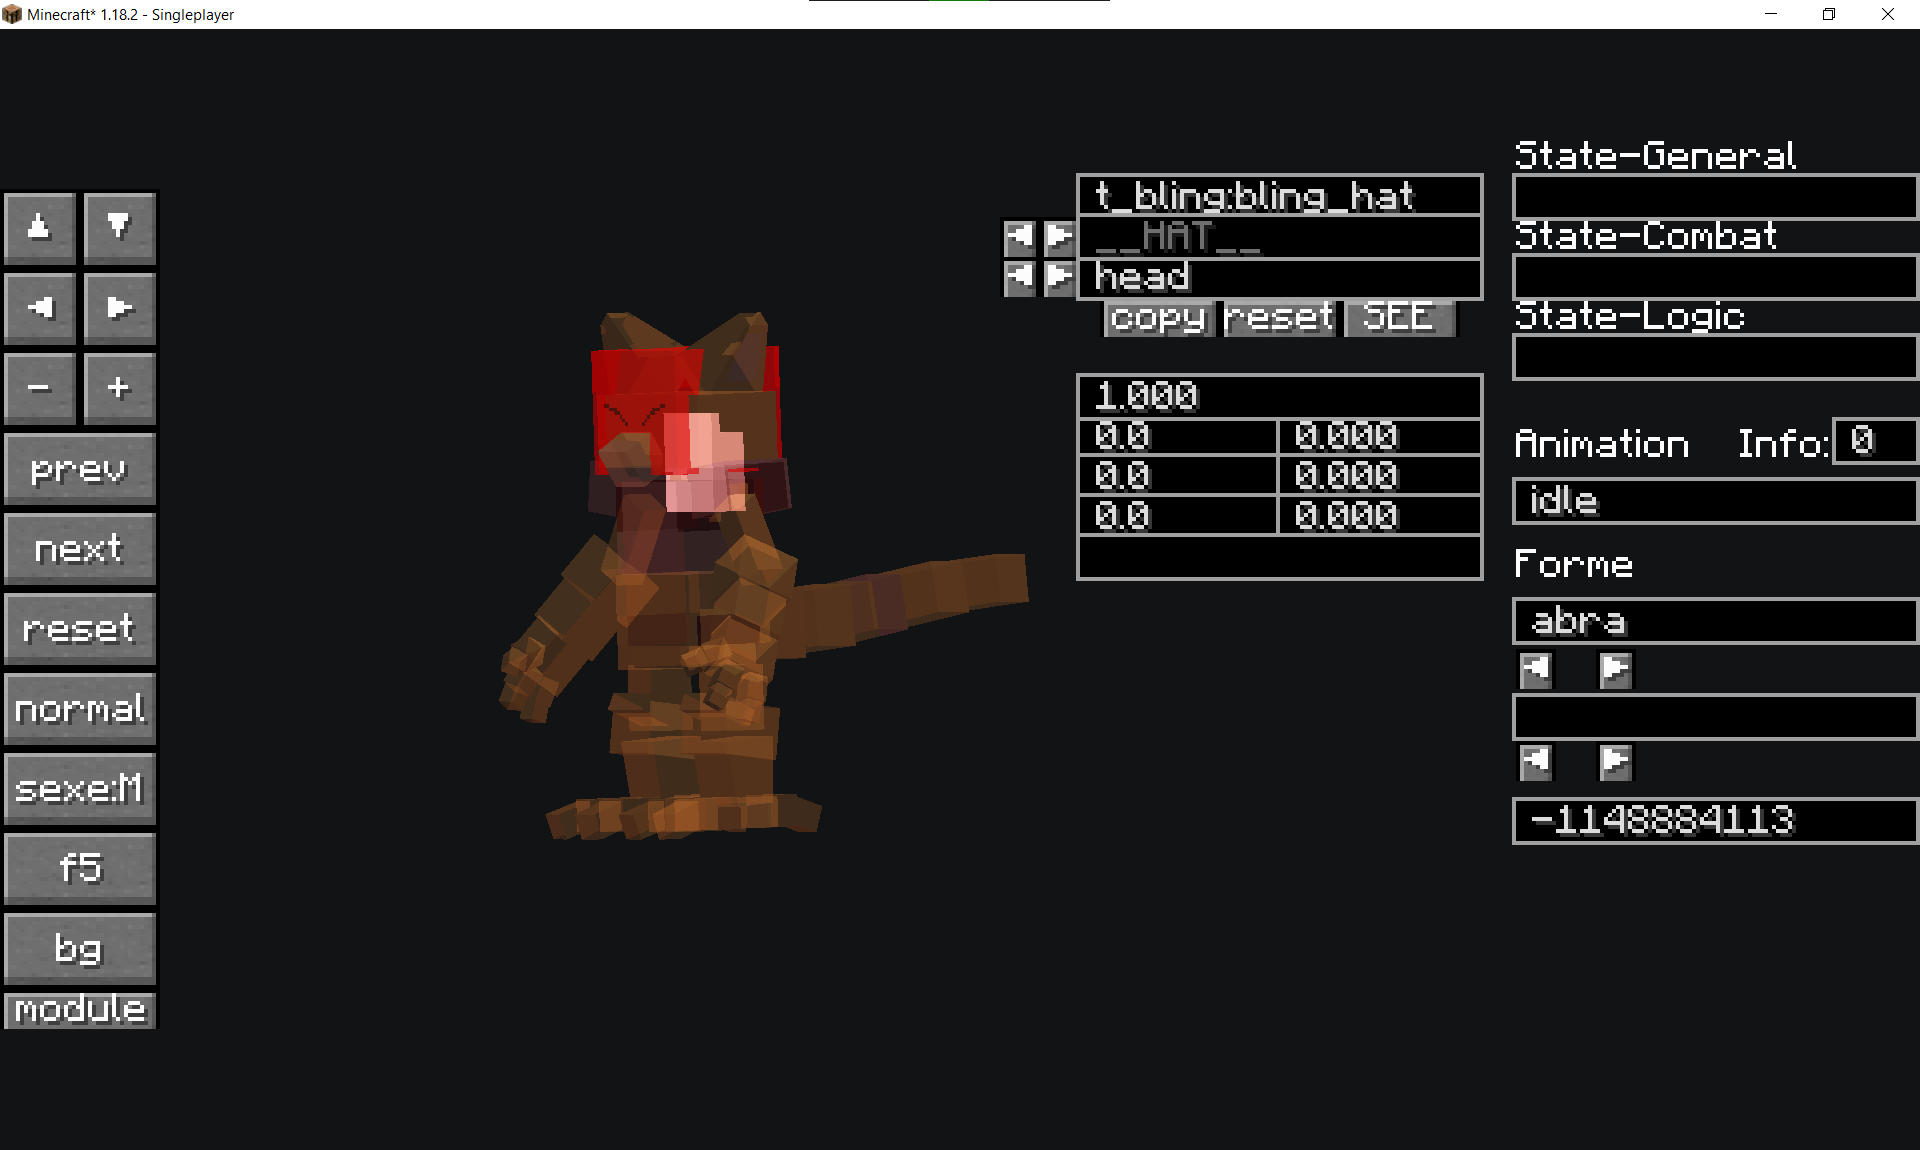 Minecraft* 1.18.2 - Singleplayer
prev
next
reset
normal
sexe:M
f5
bg
module
t_bling:bling_hat
__HAT__
head
copy reset SEE
1.000
0.0 0.000
0.0 0.000
0.0 0.000
State-General
State-Combat
State-Logic
Animation Info: 0
idle
Forme
abra
-1148884113